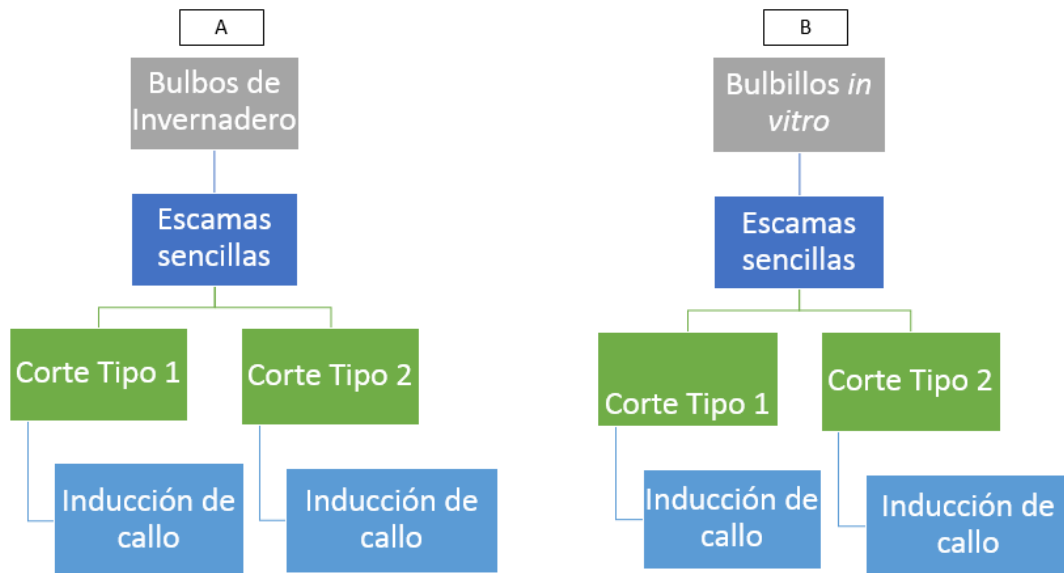 A
Bulbos de
Invernadero
Escamas
sencillas
Corte Tipo 1
Corte Tipo 2
Inducción de
callo
Inducción de
callo
B
Bulbillos in
vitro
Escamas
sencillas
Corte Tipo 1
Corte Tipo 2
Inducción de
callo
Inducción de
callo